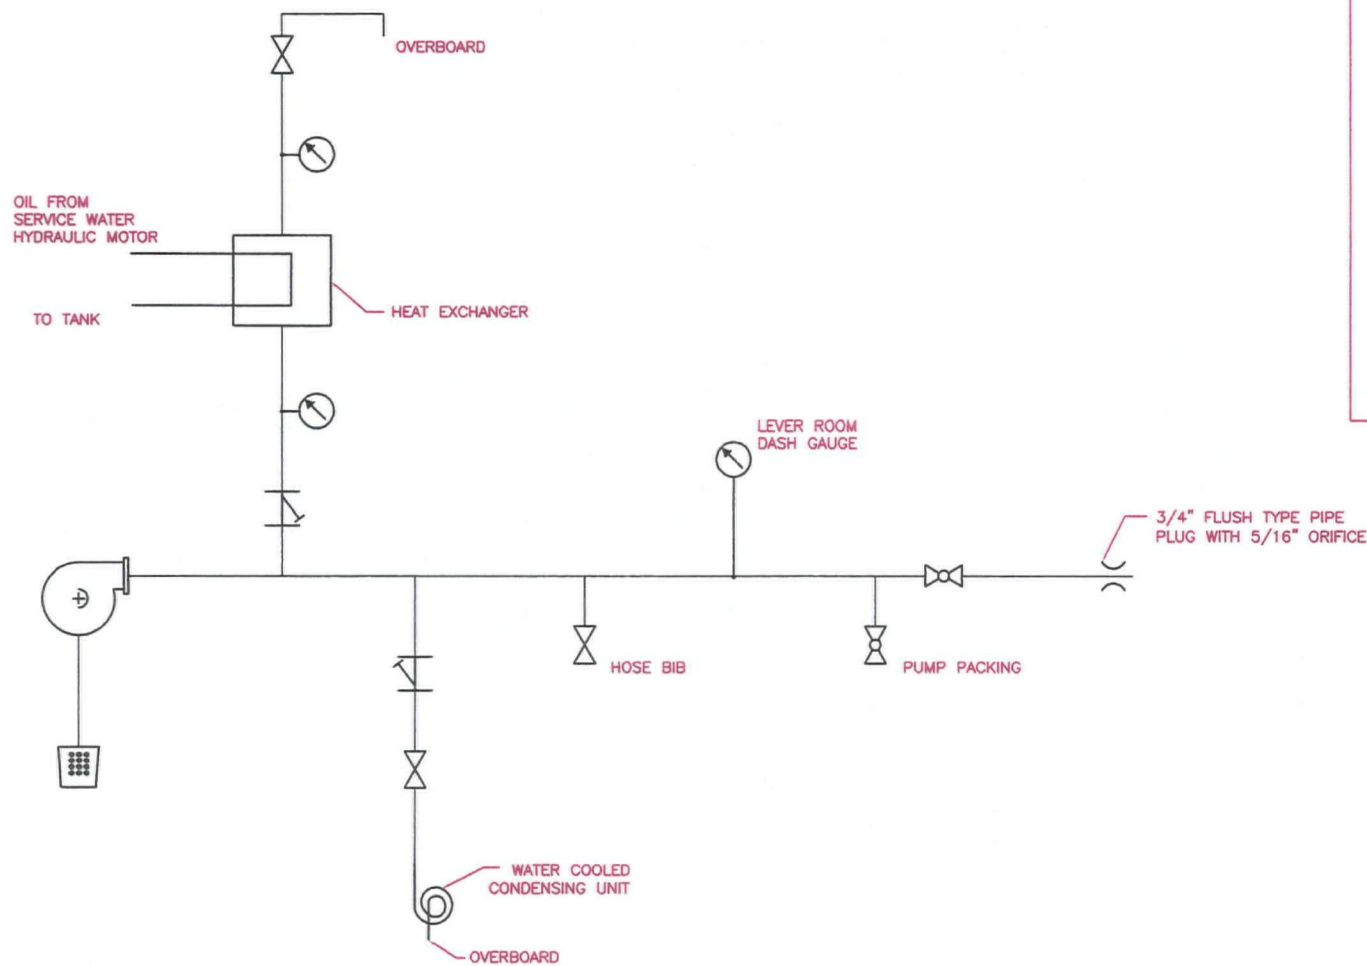 OVERBOARD
OIL FROM
SERVICE WATER
HYDRAULIC MOTOR
TO TANK
HEAT EXCHANGER
LEVER ROOM
DASH GAUGE
3/4" FLUSH TYPE PIPE
PLUG WITH 5/16" ORIFICE
HOSE BIB
PUMP PACKING
WATER COOLED
CONDENSING UNIT
OVERBOARD